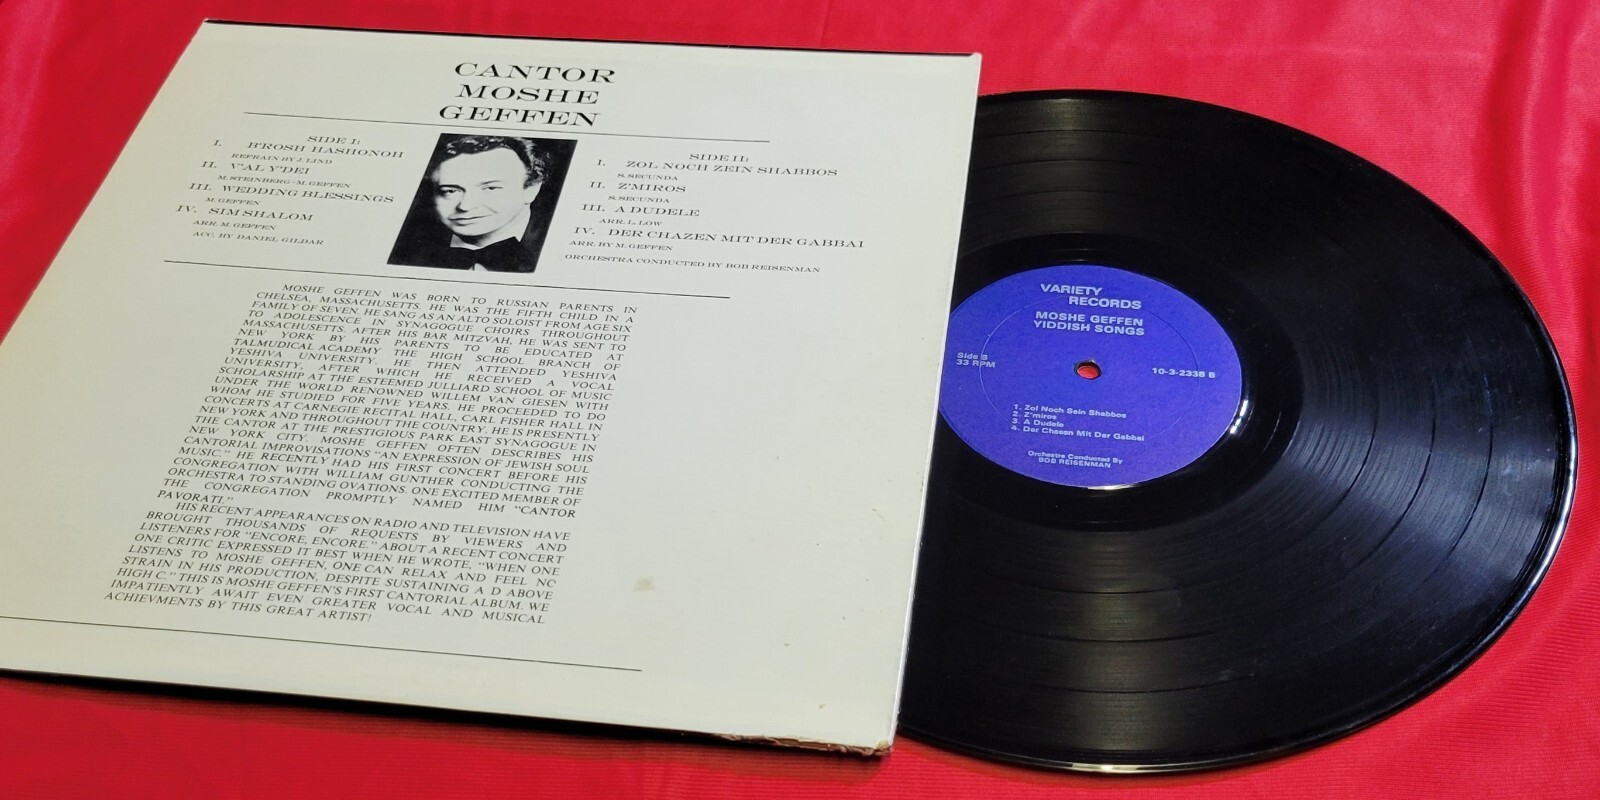 CANTOR
MOSHE
GEFFEN
SIDE I:
I. B'ROSH HASHONOH
REFRAIN BY J. LIND
II. V'AL Y'DEI
M. STEINBERG-M. GEFFEN
III. WEDDING BLESSINGS
M. GEFFEN
IV. SIM SHALOM
ARR. M. GEFFEN
ACC. BY DANIEL GILDAR
SIDE II:
I. ZOL NOCH ZEIN SHABBOS
S. SECUNDA
II. Z'MIROS
S. SECUNDA
III. A DUDELE
ARR. L. LOW
IV. DER CHAZEN MIT DER GABBAI
ARR. BY M. GEFFEN
ORCHESTRA CONDUCTED BY BOB REISENMAN
MOSHE GEFFEN WAS BORN TO RUSSIAN PARENTS IN
CHELSEA, MASSACHUSETTS. HE WAS THE FIFTH CHILD IN A
FAMILY OF SEVEN. HE SANG AS AN ALTO SOLOIST FROM AGE SIX
TO ADOLESCENCE IN SYNAGOGUE CHOIRS THROUGHOUT
MASSACHUSETTS. AFTER HIS BAR MITZVAH, HE WAS SENT TO
NEW YORK BY HIS PARENTS TO BE EDUCATED AT
TALMUDICAL ACADEMY THE HIGH SCHOOL BRANCH OF
YESHIVA UNIVERSITY. HE THEN ATTENDED YESHIVA
UNIVERSITY, AFTER WHICH HE RECEIVED A VOCAL
SCHOLARSHIP AT THE ESTEEMED JULLIARD SCHOOL OF MUSIC
UNDER THE WORLD RENOWNED WILLEM VAN GIESEN WITH
WHOM HE STUDIED FOR FIVE YEARS. HE PROCEEDED TO DO
CONCERTS AT CARNEGIE RECITAL HALL, CARL FISHER HALL IN
NEW YORK AND THROUGHOUT THE COUNTRY. HE IS PRESENTLY
THE CANTOR AT THE PRESTIGIOUS PARK EAST SYNAGOGUE IN
NEW YORK CITY. MOSHE GEFFEN OFTEN DESCRIBES HIS
CANTORIAL IMPROVISATIONS "AN EXPRESSION OF JEWISH SOUL
MUSIC." HE RECENTLY HAD HIS FIRST CONCERT BEFORE HIS
CONGREGATION WITH WILLIAM GUNTHER CONDUCTING THE
ORCHESTRA TO STANDING OVATIONS. ONE EXCITED MEMBER OF
THE CONGREGATION PROMPTLY NAMED HIM "CANTOR
PAVORATI."
HIS RECENT APPEARANCES ON RADIO AND TELEVISION HAVE
BROUGHT THOUSANDS OF REQUESTS BY VIEWERS AND
LISTENERS FOR "ENCORE, ENCORE." ABOUT A RECENT CONCERT
ONE CRITIC EXPRESSED IT BEST WHEN HE WROTE, "WHEN ONE
LISTENS TO MOSHE GEFFEN, ONE CAN RELAX AND FEEL NO
STRAIN IN HIS PRODUCTION, DESPITE SUSTAINING A D ABOVE
HIGH C." THIS IS MOSHE GEFFEN'S FIRST CANTORIAL ALBUM. WE
IMPATIENTLY AWAIT EVEN GREATER VOCAL AND MUSICAL
ACHIEVMENTS BY THIS GREAT ARTIST!
VARIETY
RECORDS
MOSHE GEFFEN
YIDDISH SONGS
Side B
33 RPM
10-3-2338 B
1. Zol Noch Sein Shabbos
2. Z'miros
3. A Dudele
4. Der Chasen Mit Der Gabbai
Orchestra Conducted By
BOB REISENMAN